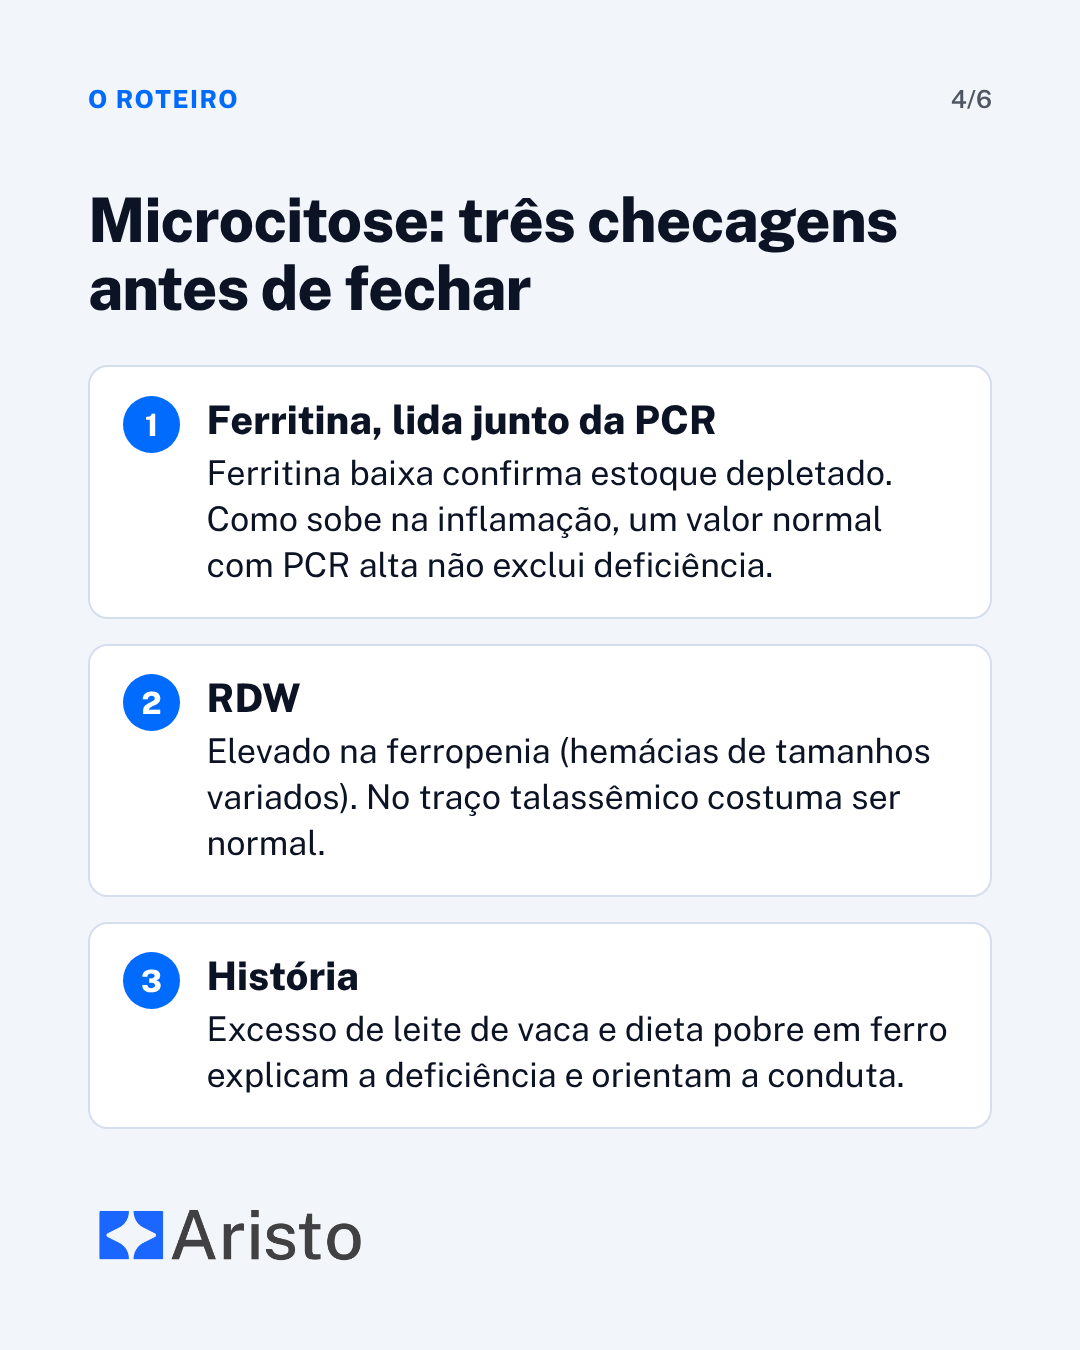 O ROTEIRO
4/6
Microcitose: três checagens
antes de fechar
1
Ferritina, lida junto da PCR
Ferritina baixa confirma estoque depletado.
Como sobe na inflamação, um valor normal
com PCR alta não exclui deficiência.
2
RDW
Elevado na ferropenia (hemácias de tamanhos
variados). No traço talassêmico costuma ser
normal.
3
História
Excesso de leite de vaca e dieta pobre em ferro
explicam a deficiência e orientam a conduta.
Aristo